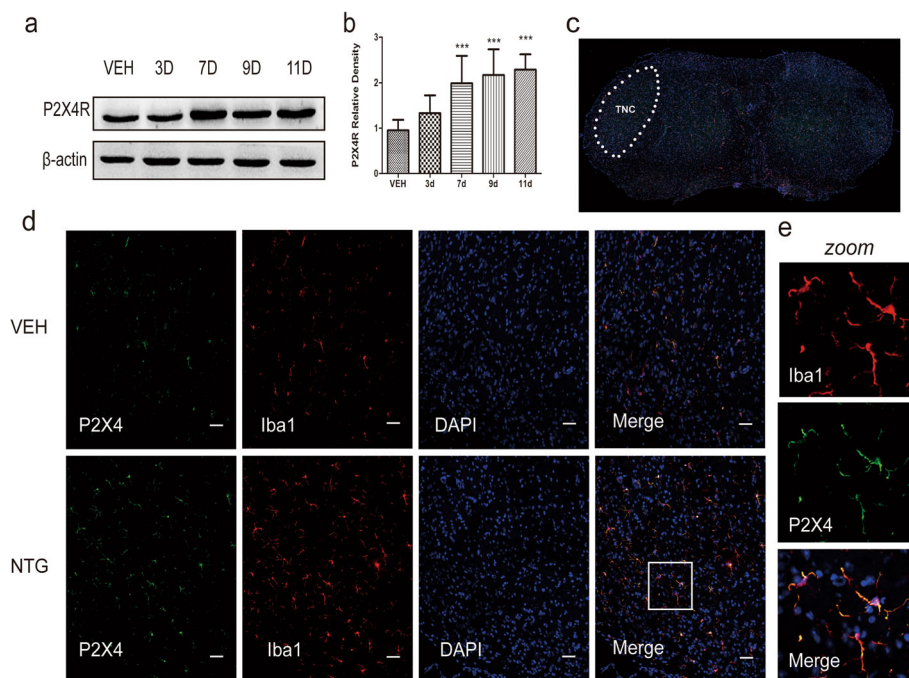 a
VEH 3D 7D 9D 11D
P2X4R
β-actin
b
P2X4R Relative Density
3
2
1
0
*** *** ***
VEH 3d 7d 9d 11d
c
TNC
d
VEH
P2X4 Iba1 DAPI Merge
NTG
P2X4 Iba1 DAPI Merge
e
zoom
Iba1
P2X4
Merge